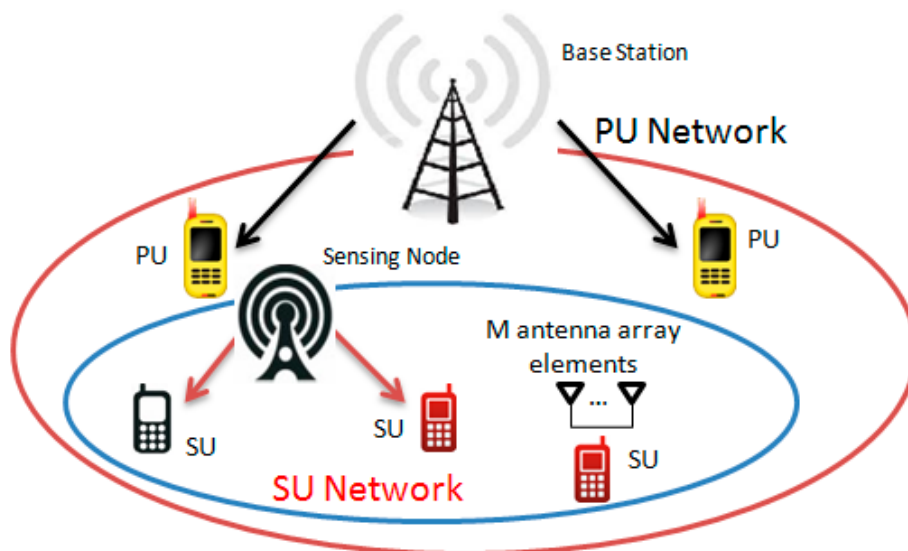 Base Station
PU Network
PU
Sensing Node
PU
M antenna array
elements
...
SU
SU
SU
SU Network